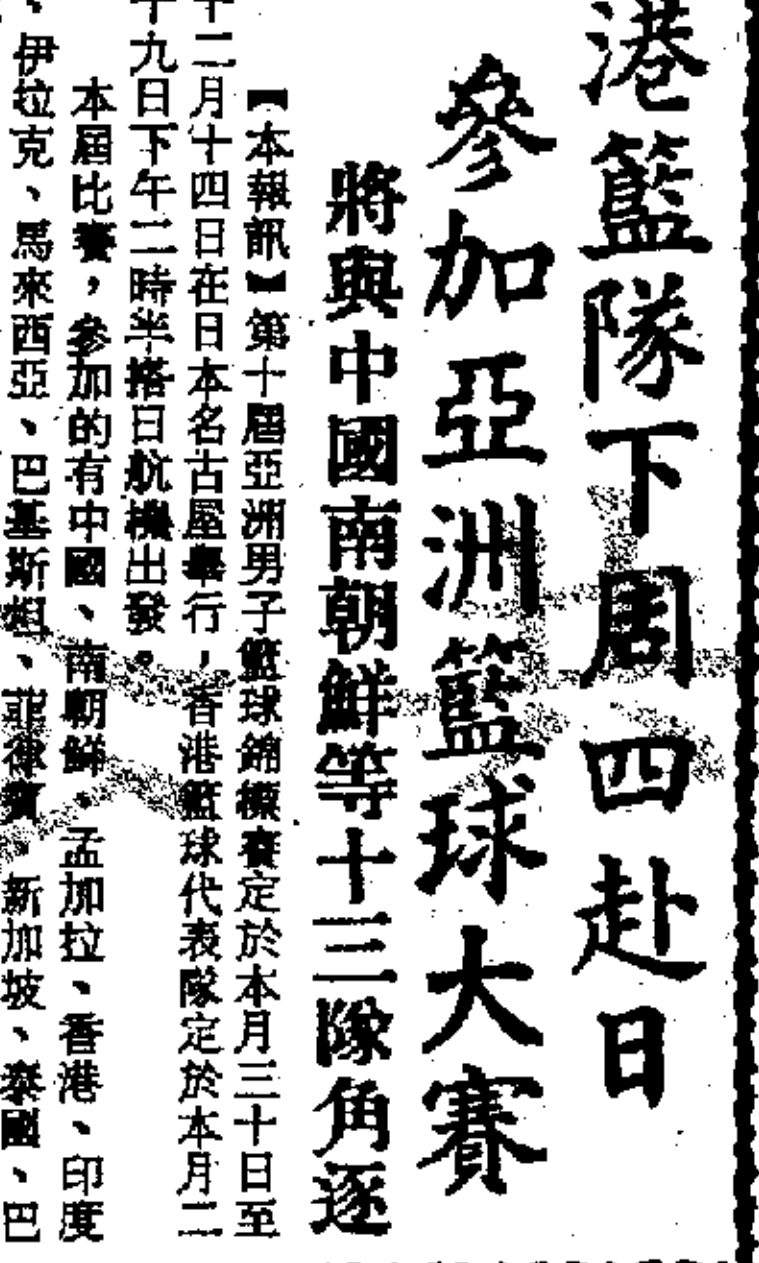 港籃隊下周四赴日
參加亞洲籃球大賽
將與中國南朝鮮等十三隊角逐
【本報訊】第十屆亞洲男子籃球錦標賽定於本月三十日至
十二月十四日在日本名古屋舉行，香港籃球代表隊定於本月二
十九日下午二時半搭日航機出發。
本屆比賽，參加的有中國、南朝鮮、孟加拉、香港、印度
、伊拉克、馬來西亞、巴基斯坦、菲律賓 新加坡、泰國、巴